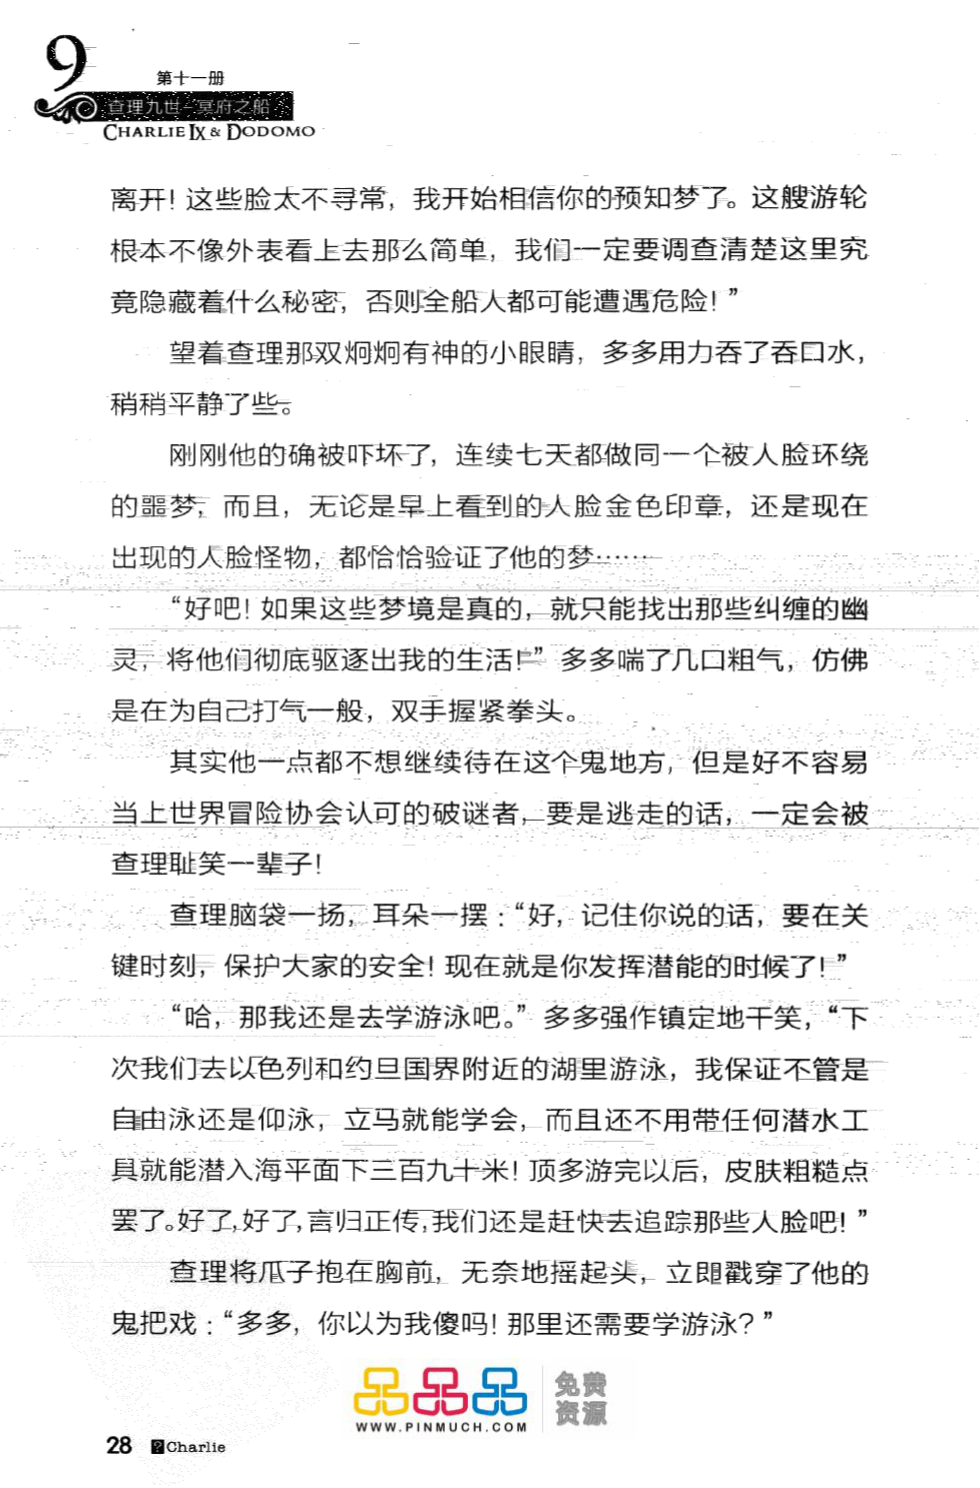 9
第十一册
查理九世—冥府之船
CHARLIE IX & DODOMO
离开！这些脸太不寻常，我开始相信你的预知梦了。这艘游轮
根本不像外表看上去那么简单，我们一定要调查清楚这里究
竟隐藏着什么秘密，否则全船人都可能遭遇危险！”
望着查理那双炯炯有神的小眼睛，多多用力吞了吞口水，
稍稍平静了些。
刚刚他的确被吓坏了，连续七天都做同一个被人脸环绕
的噩梦，而且，无论是早上看到的人脸金色印章，还是现在
出现的人脸怪物，都恰恰验证了他的梦……
“好吧！如果这些梦境是真的，就只能找出那些纠缠的幽
灵，将他们彻底驱逐出我的生活！”多多喘了几口粗气，仿佛
是在为自己打气一般，双手握紧拳头。
其实他一点都不想继续待在这个鬼地方，但是好不容易
当上世界冒险协会认可的破谜者，要是逃走的话，一定会被
查理耻笑一辈子！
查理脑袋一扬，耳朵一摆：“好，记住你说的话，要在关
键时刻，保护大家的安全！现在就是你发挥潜能的时候了！”
“哈，那我还是去学游泳吧。”多多强作镇定地干笑，“下
次我们去以色列和约旦国界附近的湖里游泳，我保证不管是
自由泳还是仰泳，立马就能学会，而且还不用带任何潜水工
具就能潜入海平面下三百九十米！顶多游完以后，皮肤粗糙点
罢了。好了，好了，言归正传，我们还是赶快去追踪那些人脸吧！”
查理将爪子抱在胸前，无奈地摇起头，立即戳穿了他的
鬼把戏：“多多，你以为我傻吗！那里还需要学游泳？”
品品品 免费
资源
WWW.PINMUCH.COM
28 ?Charlie